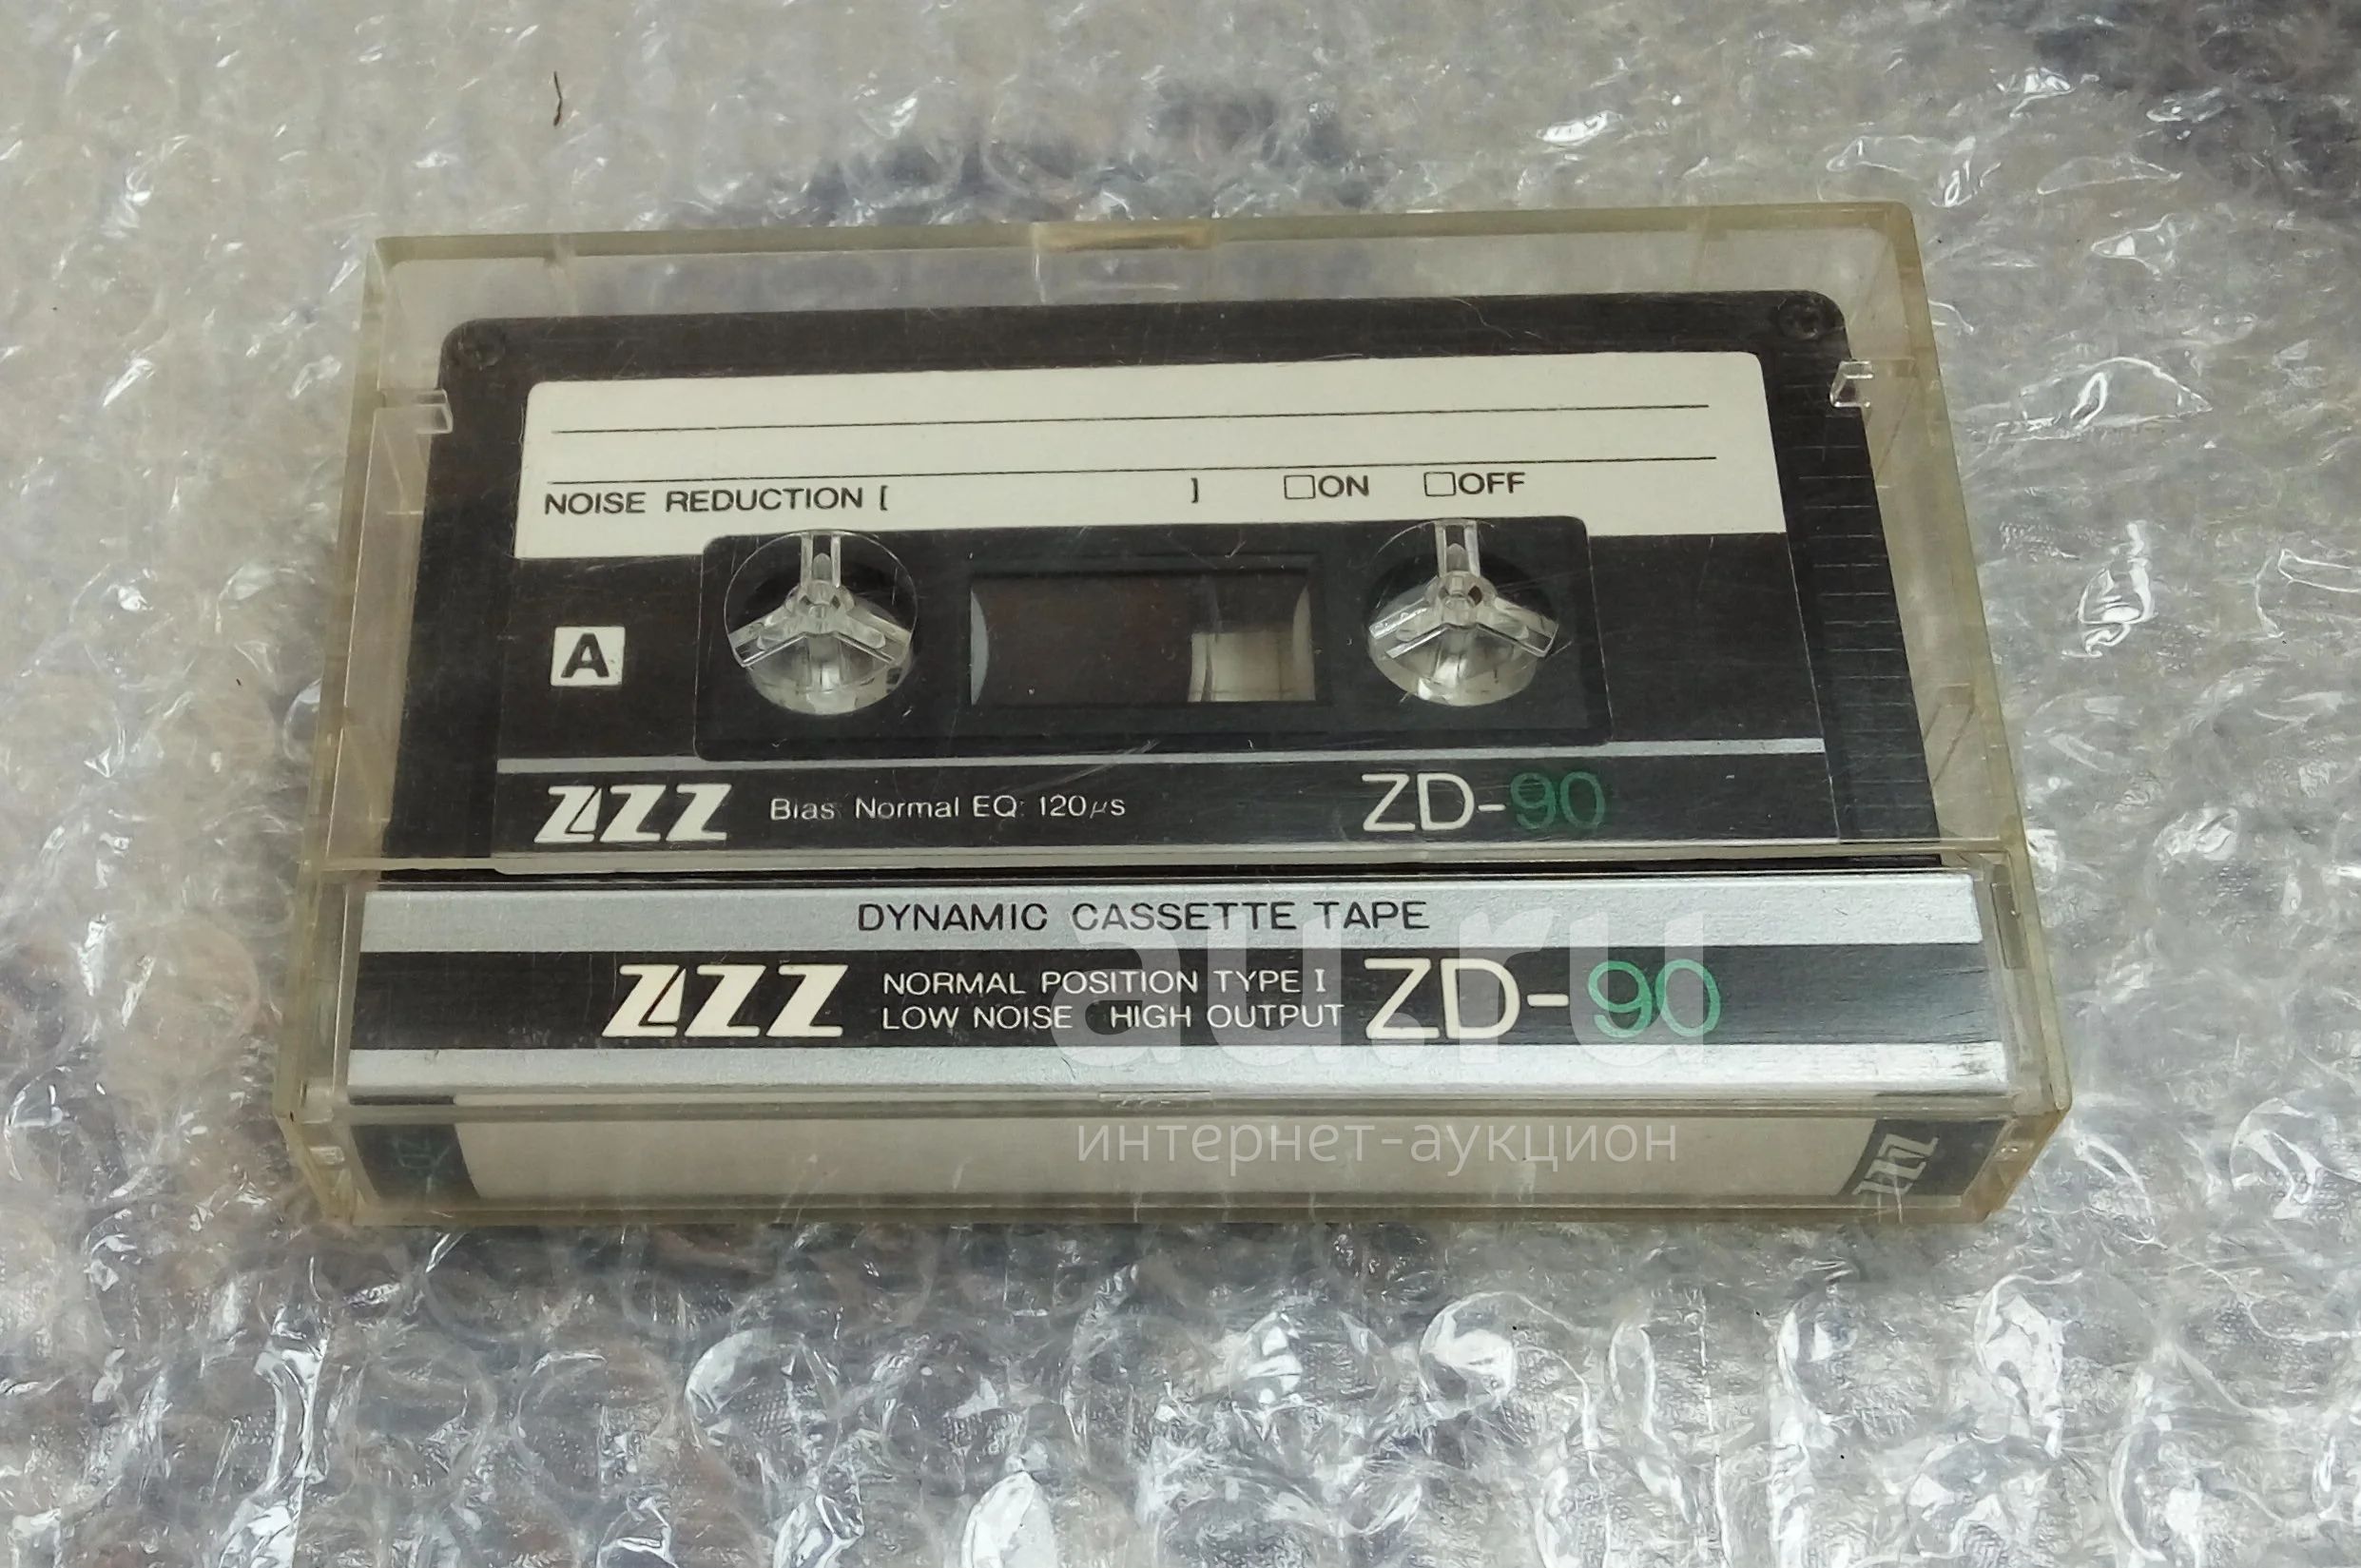 NOISE REDUCTION [ ] □ON □OFF
A
ZZZ Bias: Normal EQ: 120μs ZD-90
DYNAMIC CASSETTE TAPE
ZZZ NORMAL POSITION TYPE I ZD-90
LOW NOISE HIGH OUTPUT
au.ru
интернет-аукцион
ZZZ